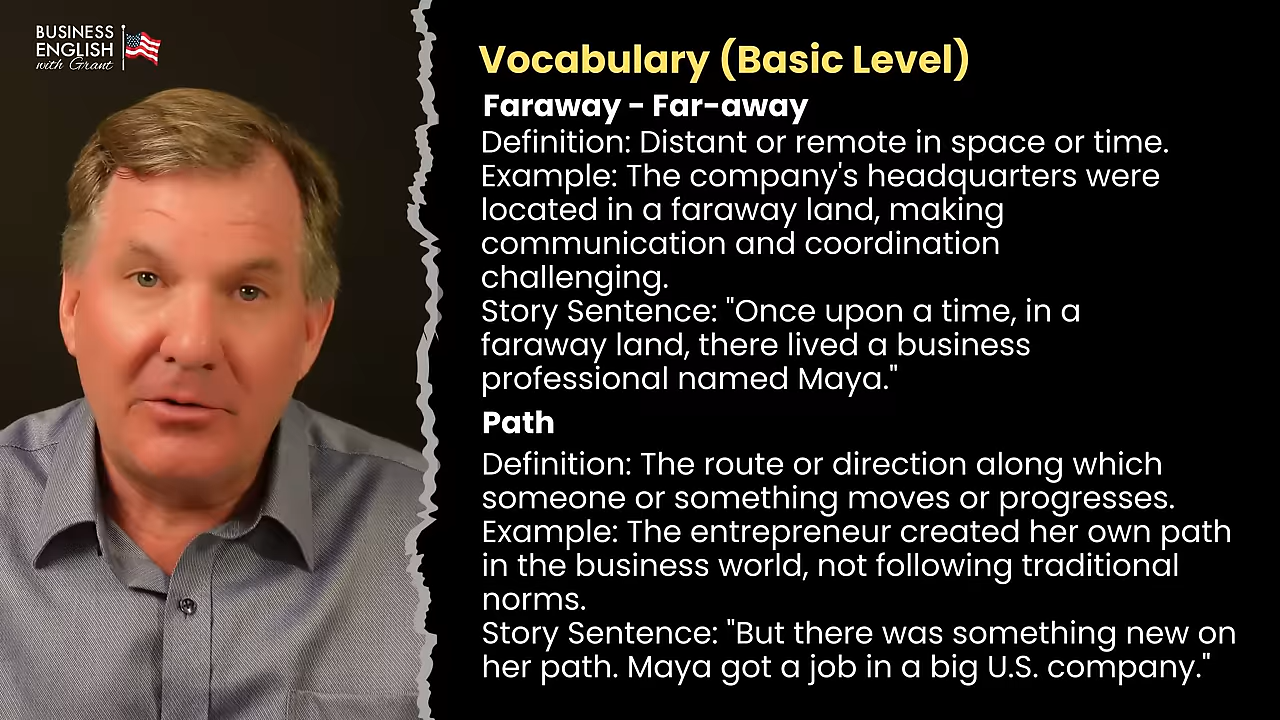 BUSINESS
ENGLISH
with Grant
Vocabulary (Basic Level)
Faraway - Far-away
Definition: Distant or remote in space or time.
Example: The company's headquarters were
located in a faraway land, making
communication and coordination
challenging.
Story Sentence: "Once upon a time, in a
faraway land, there lived a business
professional named Maya."
Path
Definition: The route or direction along which
someone or something moves or progresses.
Example: The entrepreneur created her own path
in the business world, not following traditional
norms.
Story Sentence: "But there was something new on
her path. Maya got a job in a big U.S. company."